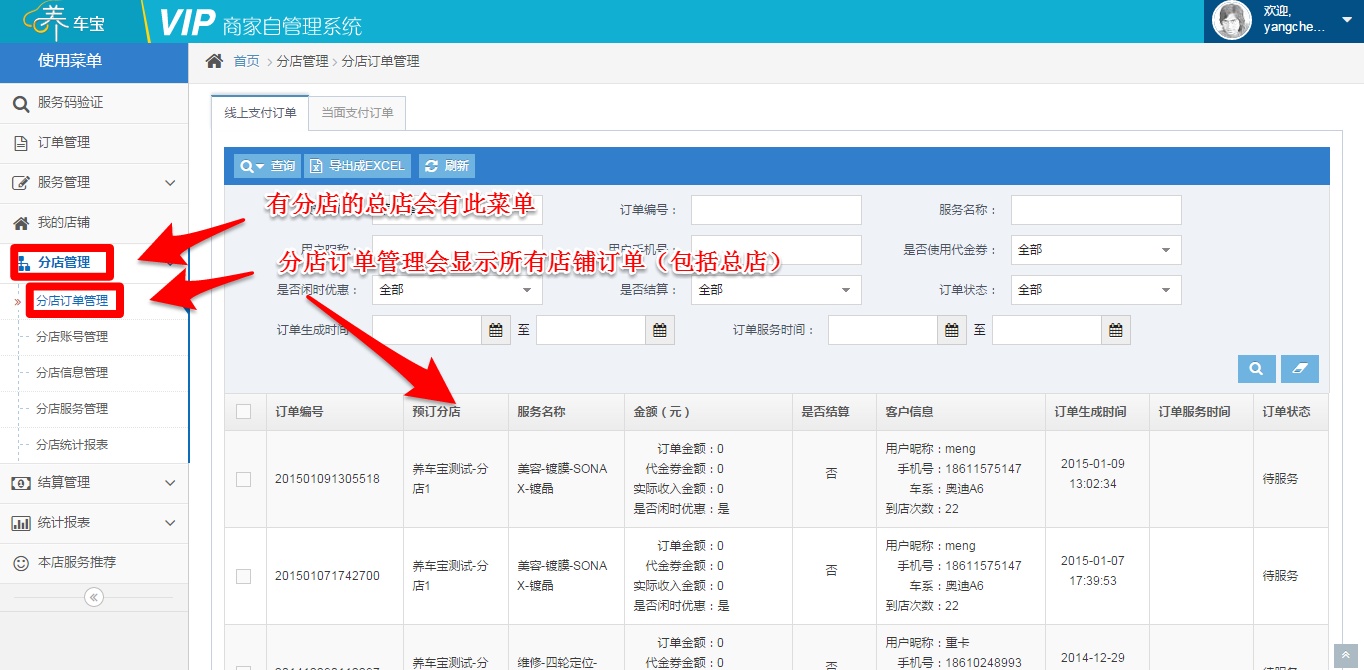 养车宝
VIP 商家自管理系统
欢迎,
yangche...
使用菜单
首页 > 分店管理 > 分店订单管理
服务码验证
订单管理
服务管理
我的店铺
分店管理
» 分店订单管理
分店账号管理
分店信息管理
分店服务管理
分店统计报表
结算管理
统计报表
本店服务推荐
«
线上支付订单 当面支付订单
查询 导出成EXCEL 刷新
有分店的总店会有此菜单
订单编号： 服务名称：
用户昵称： 用户手机号： 是否使用代金券： 全部
分店订单管理会显示所有店铺订单（包括总店）
是否闲时优惠： 全部 是否结算： 全部 订单状态： 全部
订单生成时间 至 订单服务时间： 至
订单编号 预订分店 服务名称 金额（元） 是否结算 客户信息 订单生成时间 订单服务时间 订单状态
201501091305518
养车宝测试-分
店1
美容-镀膜-SONA
X-镀晶
订单金额：0
代金券金额：0
实际收入金额：0
是否闲时优惠：是
否
用户昵称：meng
手机号：18611575147
车系：奥迪A6
到店次数：22
2015-01-09
13:02:34
待服务
201501071742700
养车宝测试-分
店1
美容-镀膜-SONA
X-镀晶
订单金额：0
代金券金额：0
实际收入金额：0
是否闲时优惠：是
否
用户昵称：meng
手机号：18611575147
车系：奥迪A6
到店次数：22
2015-01-07
17:39:53
待服务
养车宝测试-分
维修-四轮定位-
订单金额：0
代金券金额：0
否
用户昵称：重卡
手机号：18610248993
2014-12-29